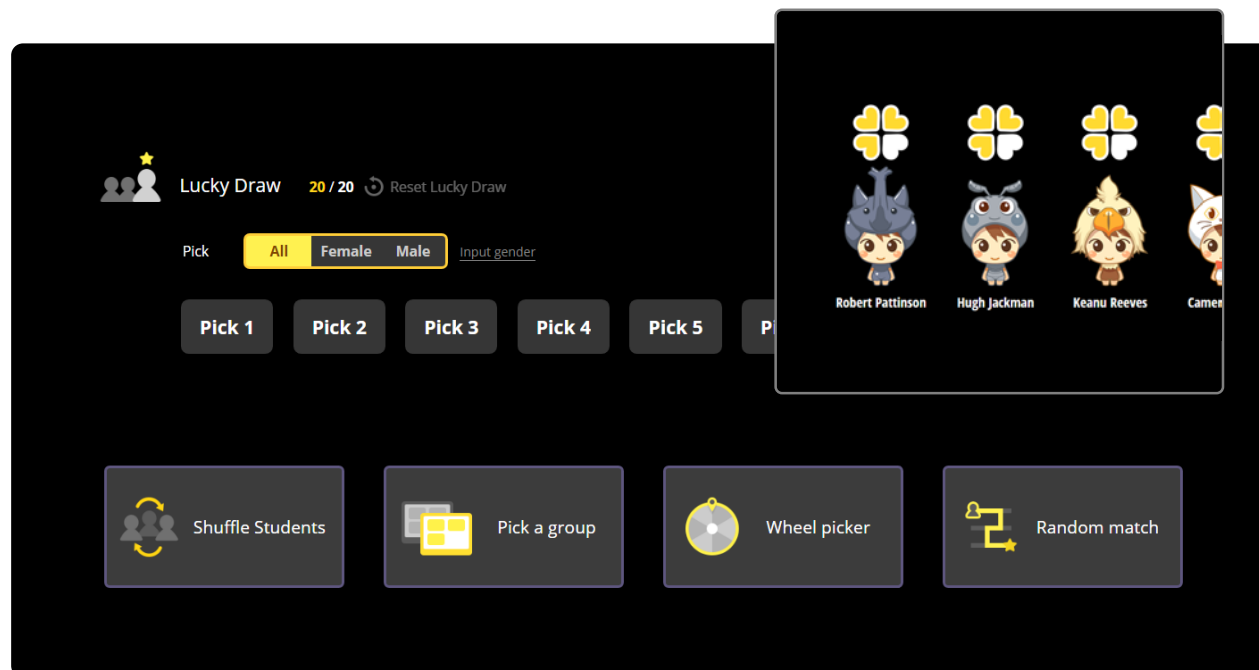 Lucky Draw 20 / 20 Reset Lucky Draw
Pick All Female Male Input gender
Pick 1 Pick 2 Pick 3 Pick 4 Pick 5
Robert Pattinson Hugh Jackman Keanu Reeves
Shuffle Students Pick a group Wheel picker Random match